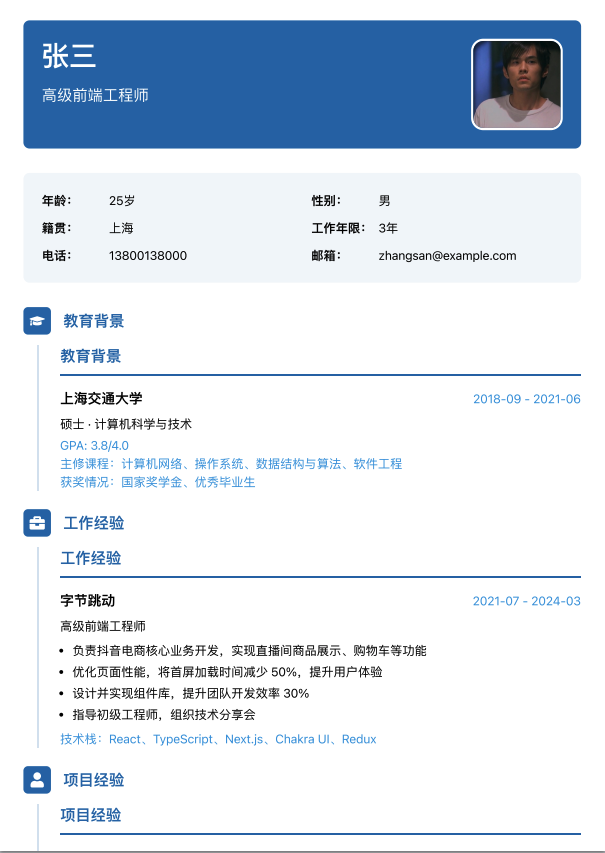 张三
高级前端工程师
年龄： 25岁 性别： 男
籍贯： 上海 工作年限： 3年
电话： 13800138000 邮箱： zhangsan@example.com
教育背景
教育背景
上海交通大学 2018-09 - 2021-06
硕士 · 计算机科学与技术
GPA: 3.8/4.0
主修课程：计算机网络、操作系统、数据结构与算法、软件工程
获奖情况：国家奖学金、优秀毕业生
工作经验
工作经验
字节跳动 2021-07 - 2024-03
高级前端工程师
• 负责抖音电商核心业务开发，实现直播间商品展示、购物车等功能
• 优化页面性能，将首屏加载时间减少 50%，提升用户体验
• 设计并实现组件库，提升团队开发效率 30%
• 指导初级工程师，组织技术分享会
技术栈：React、TypeScript、Next.js、Chakra UI、Redux
项目经验
项目经验